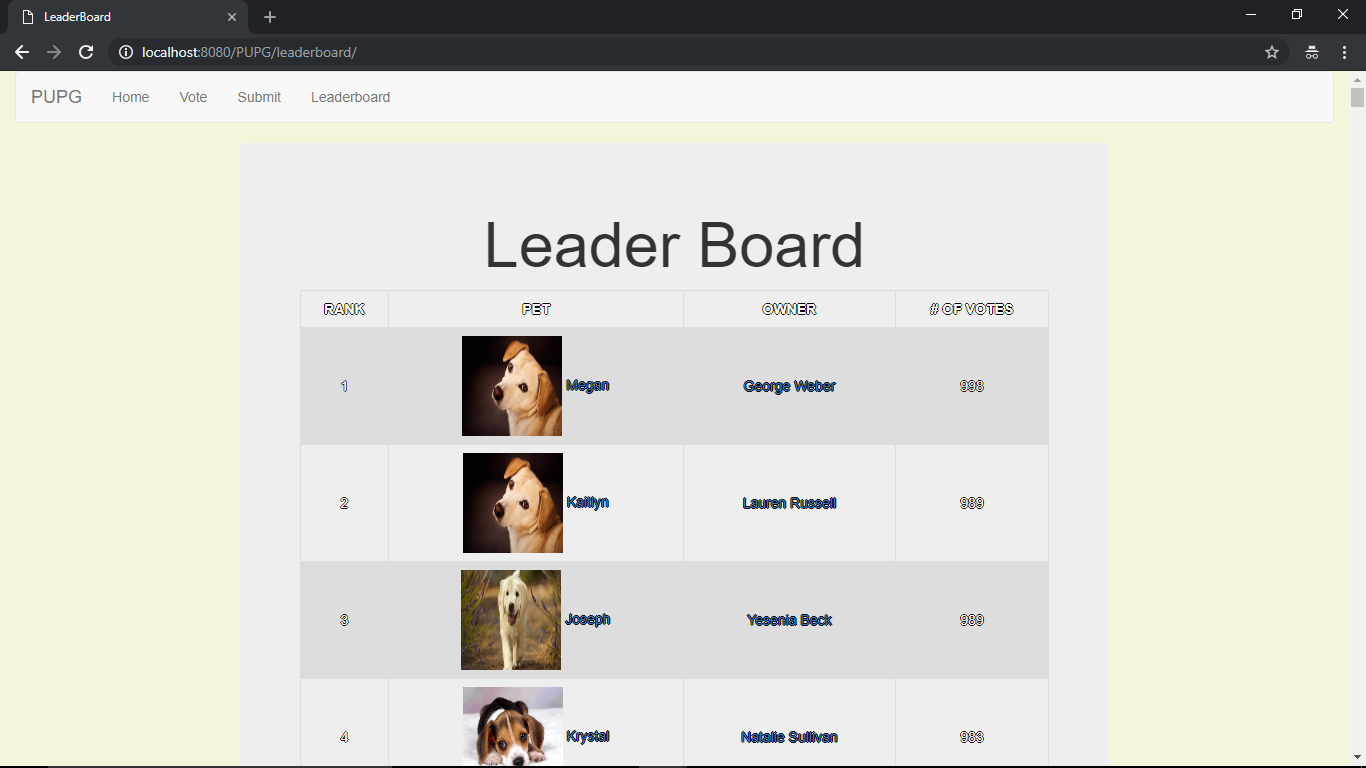 LeaderBoard
localhost:8080/PUPG/leaderboard/
PUPG Home Vote Submit Leaderboard
Leader Board
RANK PET OWNER # OF VOTES
1 Megan George Weber 998
2 Kaitlyn Lauren Russell 989
3 Joseph Yesenia Beck 989
4 Krystal Natalie Sullivan 983